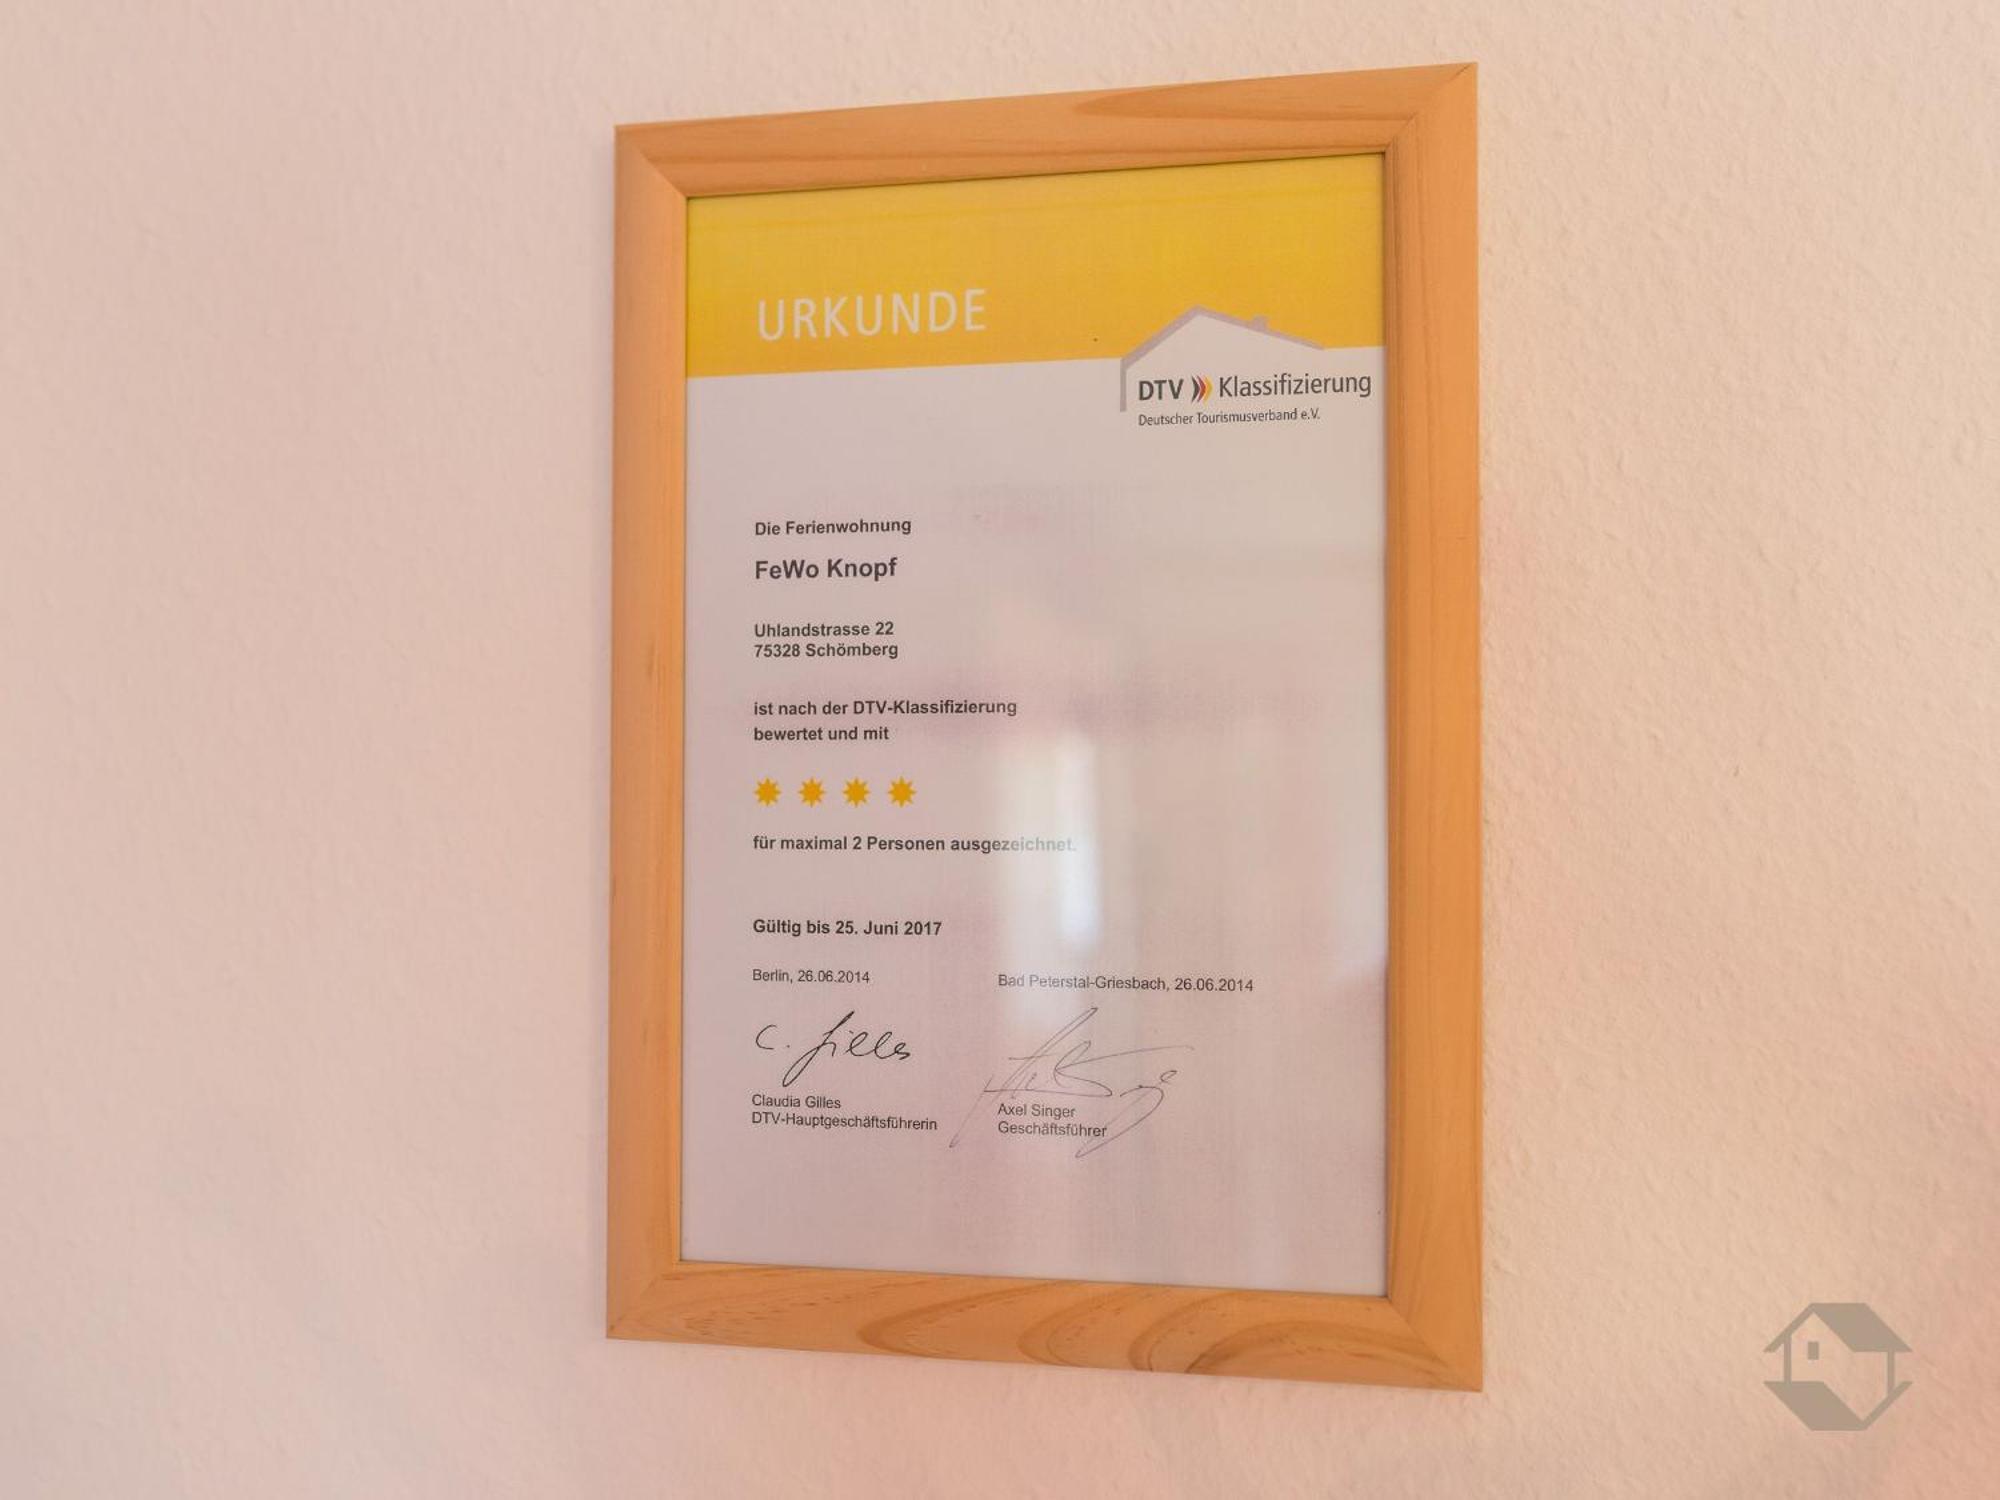 URKUNDE
DTV Klassifizierung
Deutscher Tourismusverband e.V.
Die Ferienwohnung
FeWo Knopf
Uhlandstrasse 22
75328 Schömberg
ist nach der DTV-Klassifizierung
bewertet und mit
für maximal 2 Personen ausgezeichnet.
Gültig bis 25. Juni 2017
Berlin, 26.06.2014
C. Gilles
Claudia Gilles
DTV-Hauptgeschäftsführerin
Bad Peterstal-Griesbach, 26.06.2014
Axel Singer
Geschäftsführer